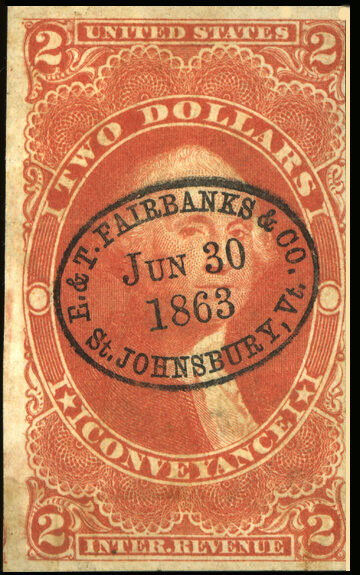 2 UNITED STATES 2
TWO DOLLARS
E. & T. FAIRBANKS & CO.
JUN 30
1863
St. JOHNSBURY, Vt.
CONVEYANCE
2 INTER. REVENUE 2